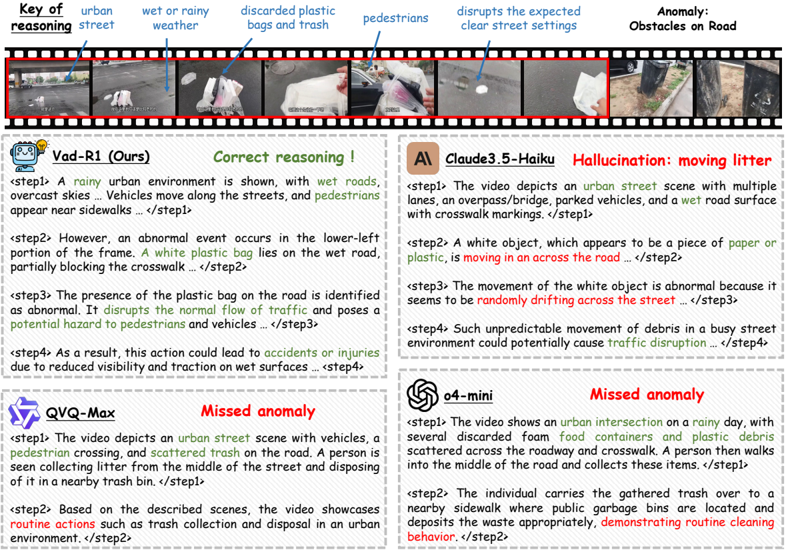 Key of
reasoning
urban
street
wet or rainy
weather
discarded plastic
bags and trash
pedestrians
disrupts the expected
clear street settings
Anomaly:
Obstacles on Road
Vad-R1 (Ours)
Correct reasoning !
<step1> A rainy urban environment is shown, with wet roads,
overcast skies … Vehicles move along the streets, and pedestrians
appear near sidewalks … </step1>
<step2> However, an abnormal event occurs in the lower-left
portion of the frame. A white plastic bag lies on the wet road,
partially blocking the crosswalk … </step2>
<step3> The presence of the plastic bag on the road is identified
as abnormal. It disrupts the normal flow of traffic and poses a
potential hazard to pedestrians and vehicles … </step3>
<step4> As a result, this action could lead to accidents or injuries
due to reduced visibility and traction on wet surfaces … <step4>
Claude3.5-Haiku
Hallucination: moving litter
<step1> The video depicts an urban street scene with multiple
lanes, an overpass/bridge, parked vehicles, and a wet road surface
with crosswalk markings. </step1>
<step2> A white object, which appears to be a piece of paper or
plastic, is moving in an across the road … </step2>
<step3> The movement of the white object is abnormal because it
seems to be randomly drifting across the street … </step3>
<step4> Such unpredictable movement of debris in a busy street
environment could potentially cause traffic disruption … </step4>
QVQ-Max
Missed anomaly
<step1> The video depicts an urban street scene with vehicles, a
pedestrian crossing, and scattered trash on the road. A person is
seen collecting litter from the middle of the street and disposing
of it in a nearby trash bin. </step1>
<step2> Based on the described scenes, the video showcases
routine actions such as trash collection and disposal in an urban
environment. </step2>
o4-mini
Missed anomaly
<step1> The video shows an urban intersection on a rainy day, with
several discarded foam food containers and plastic debris
scattered across the roadway and crosswalk. A person then walks
into the middle of the road and collects these items. </step1>
<step2> The individual carries the gathered trash over to a
nearby sidewalk where public garbage bins are located and
deposits the waste appropriately, demonstrating routine cleaning
behavior. </step2>